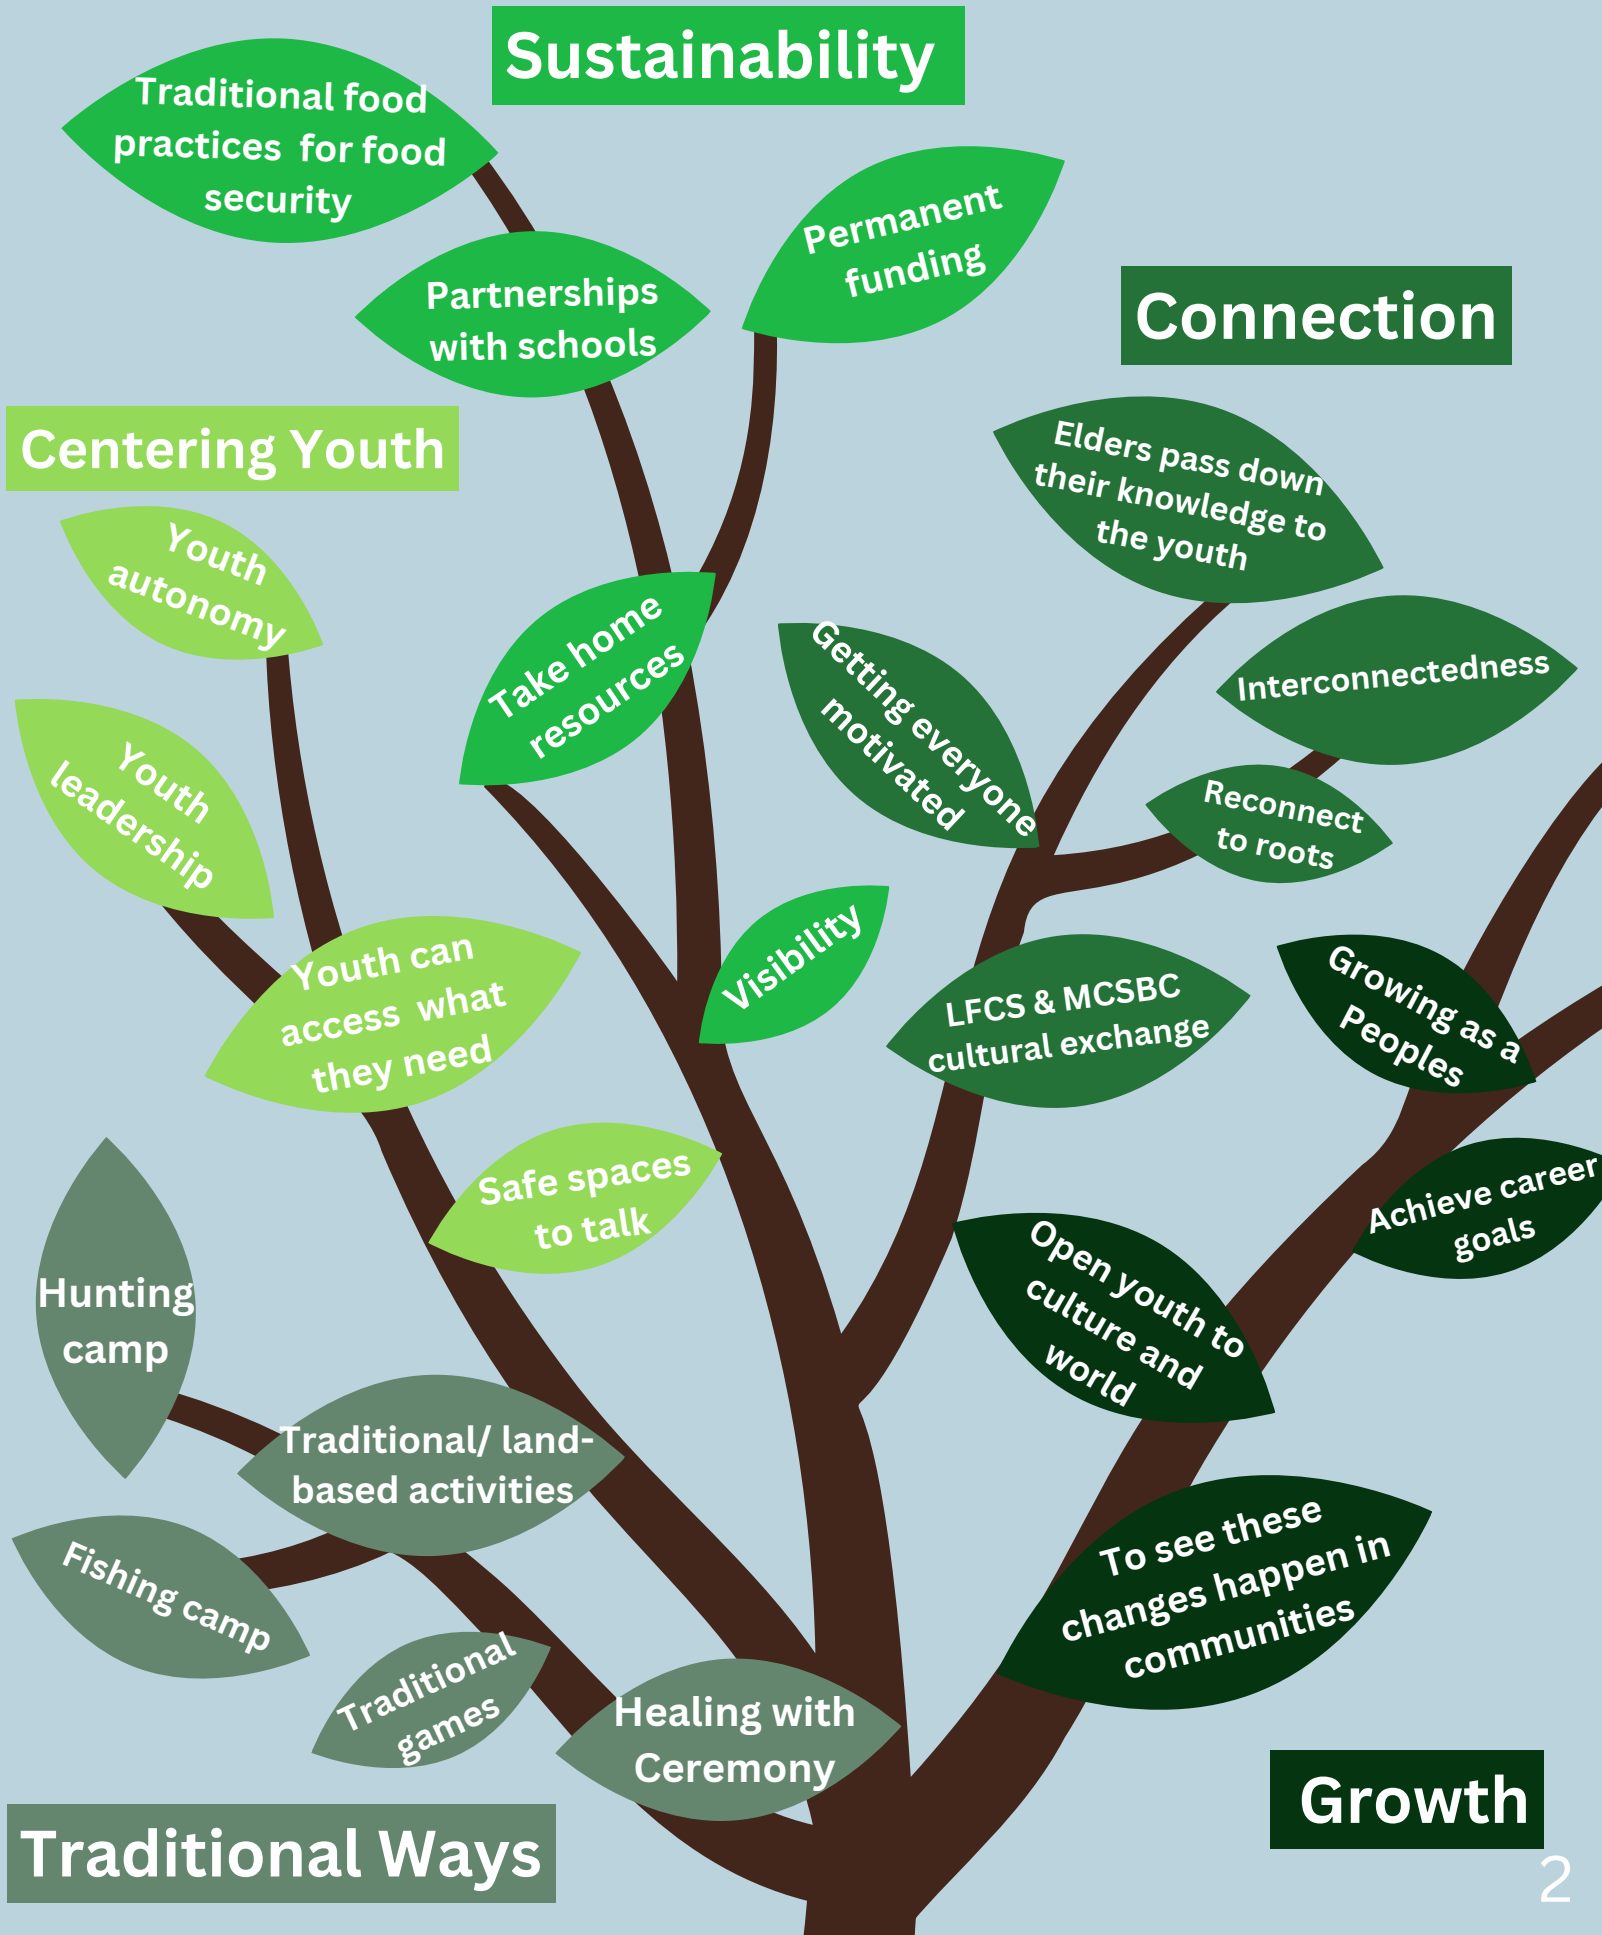 Sustainability
Traditional food
practices for food
security
Partnerships
with schools
Permanent
funding
Take home
resources
Visibility
Connection
Elders pass down
their knowledge to
the youth
Interconnectedness
Reconnect
to roots
Getting everyone
motivated
LFCS & MCSBC
cultural exchange
Centering Youth
Youth
autonomy
Youth
leadership
Youth can
access what
they need
Safe spaces
to talk
Growing as a
Peoples
Achieve career
goals
Open youth to
culture and
world
To see these
changes happen in
communities
Growth
Hunting
camp
Traditional/ land-
based activities
Fishing camp
Traditional
games
Healing with
Ceremony
Traditional Ways
2